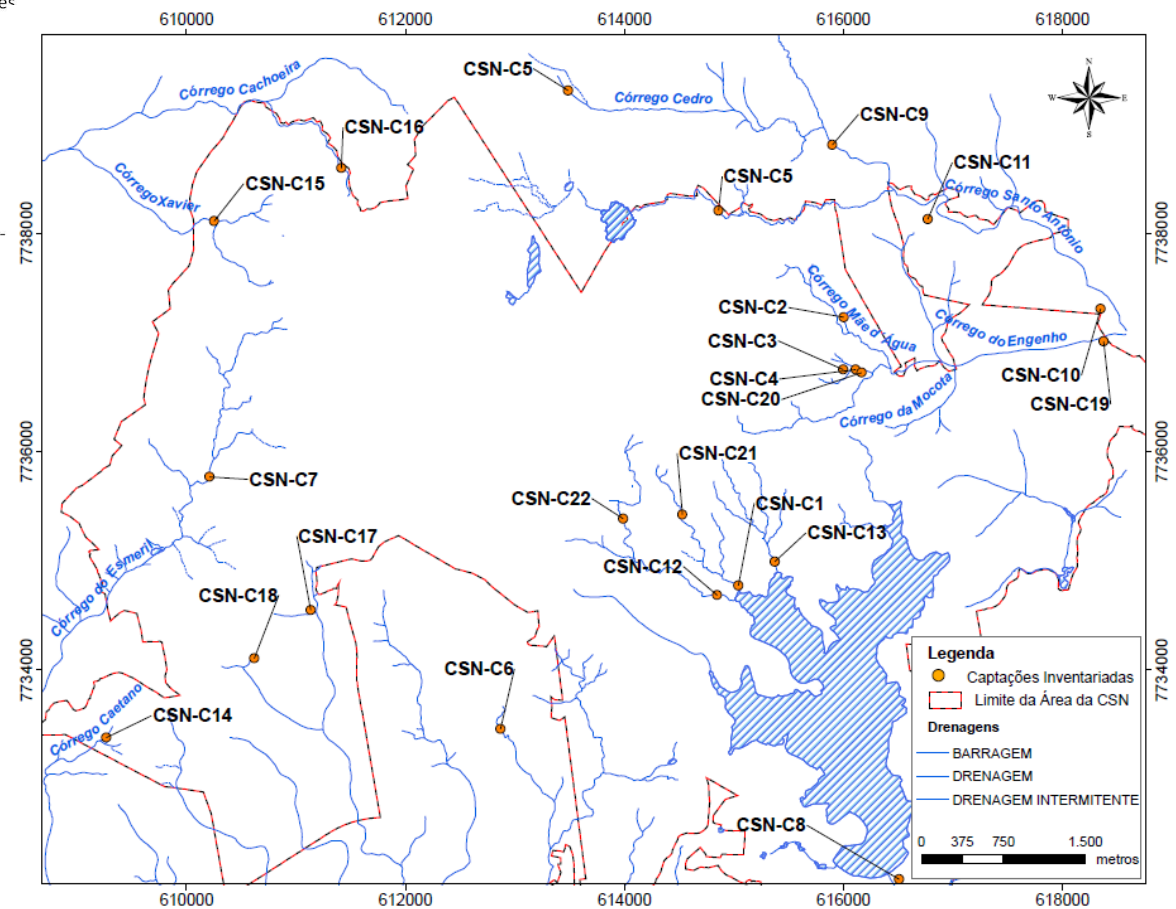 es
610000
612000
614000
616000
618000
N
W
E
S
CSN-C5
Córrego Cachoeira
Córrego Cedro
CSN-C9
CSN-C16
CSN-C11
CSN-C5
Córrego Xavier
CSN-C15
Córrego Santo Antônio
7738000
7738000
Córrego Mãe d'Água
CSN-C2
Córrego do Engenho
CSN-C3
CSN-C4
CSN-C10
CSN-C20
CSN-C19
Córrego da Mocota
7736000
7736000
CSN-C21
CSN-C7
CSN-C22
CSN-C1
CSN-C13
CSN-C17
Córrego do Esmeril
CSN-C12
CSN-C18
7734000
7734000
CSN-C6
Córrego Caetano
CSN-C14
CSN-C8
Legenda
Captações Inventariadas
Limite da Área da CSN
Drenagens
BARRAGEM
DRENAGEM
DRENAGEM INTERMITENTE
0 375 750 1.500
metros
610000
612000
614000
616000
618000